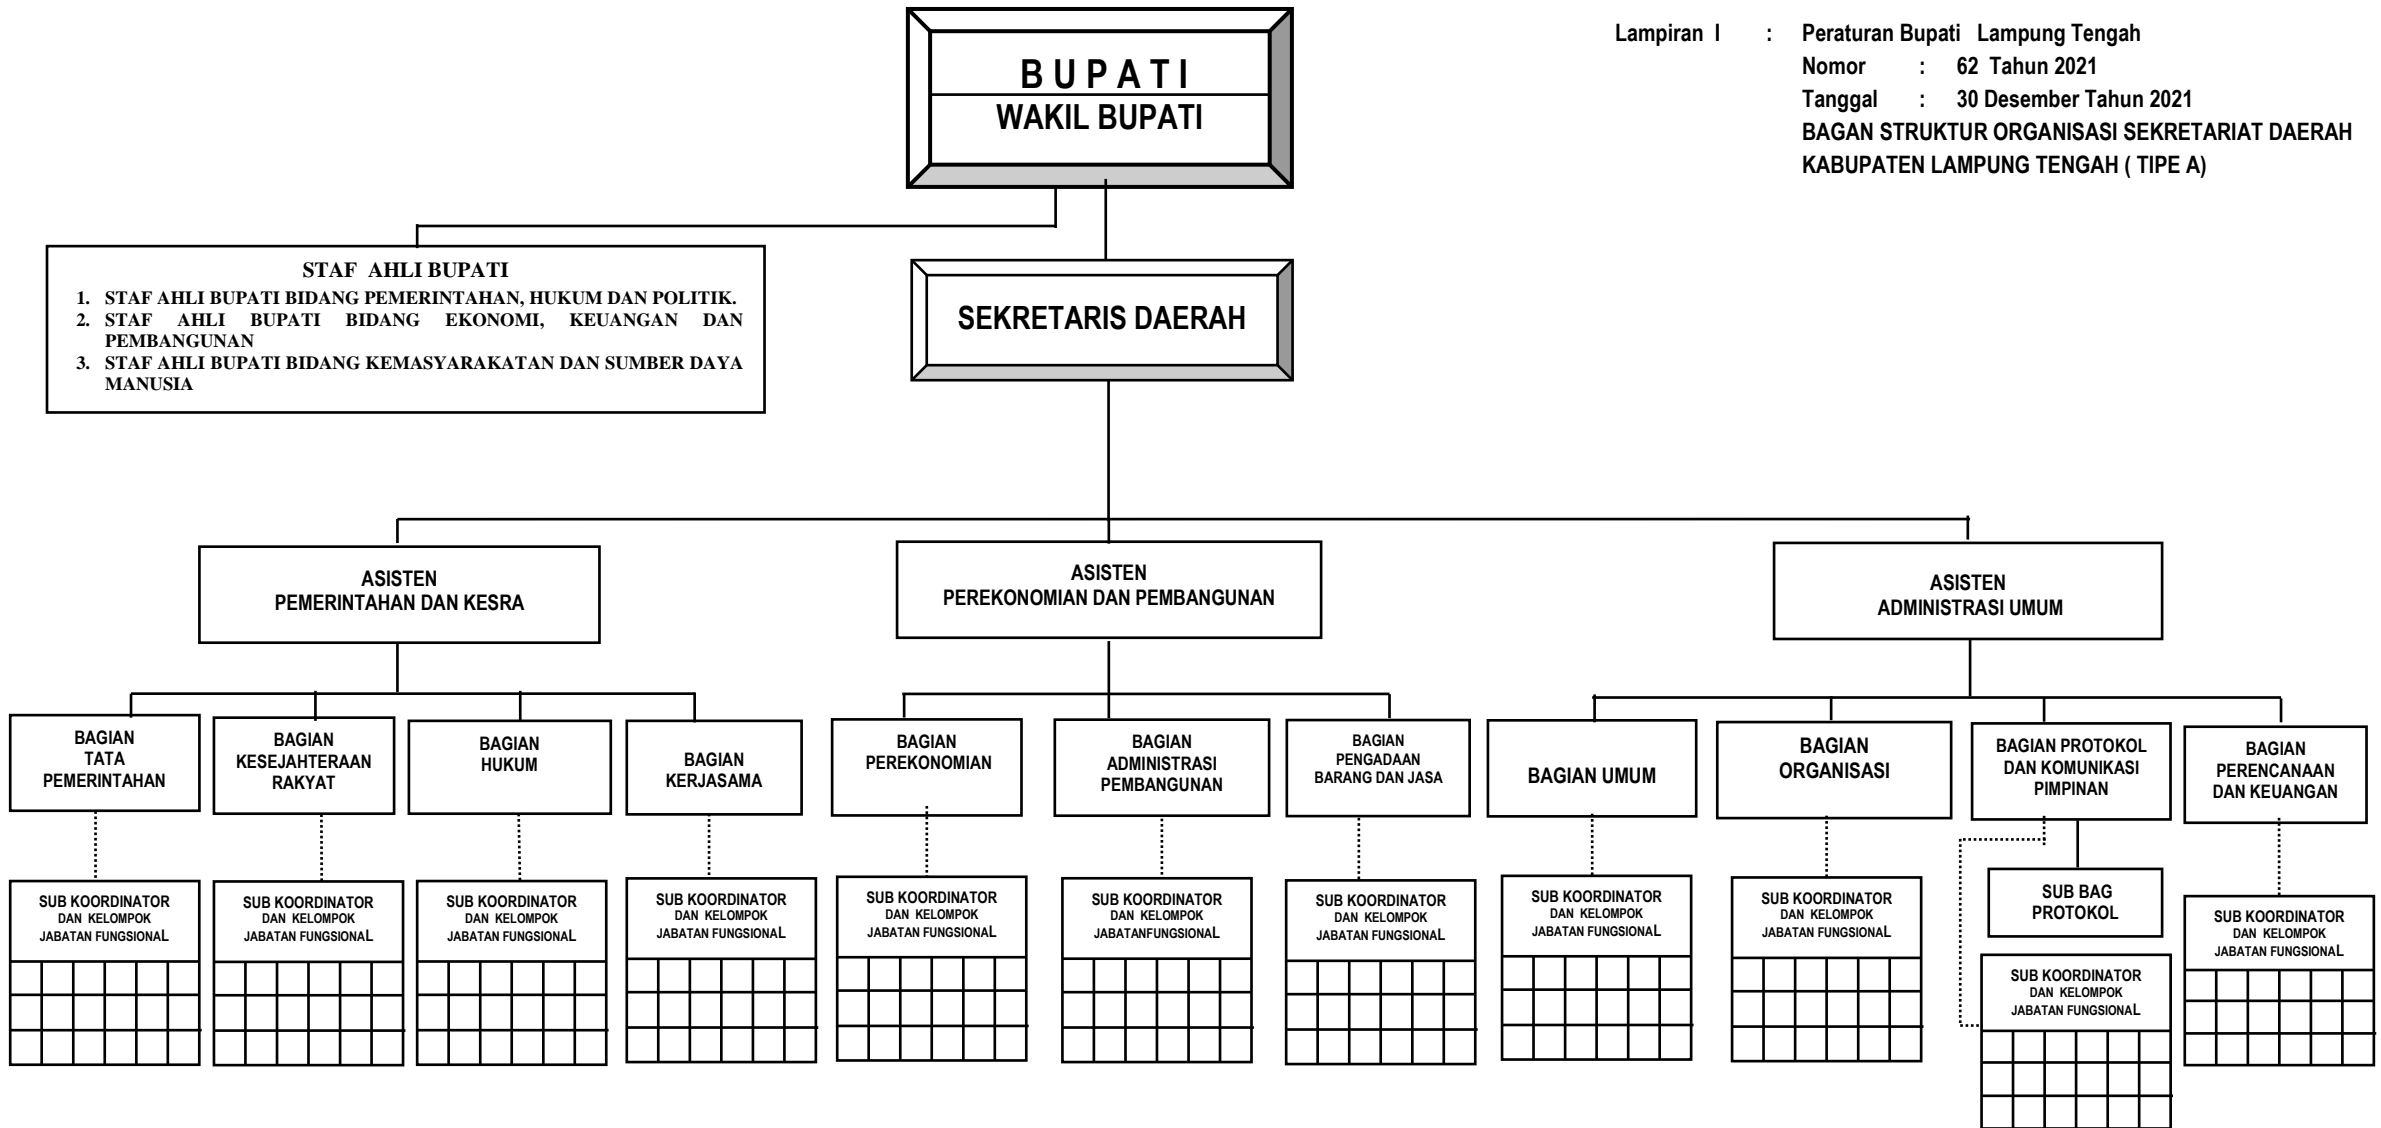 Lampiran I : Peraturan Bupati Lampung Tengah
Nomor : 62 Tahun 2021
Tanggal : 30 Desember Tahun 2021
BAGAN STRUKTUR ORGANISASI SEKRETARIAT DAERAH
KABUPATEN LAMPUNG TENGAH ( TIPE A)
B U P A T I
WAKIL BUPATI
STAF AHLI BUPATI
1. STAF AHLI BUPATI BIDANG PEMERINTAHAN, HUKUM DAN POLITIK.
2. STAF AHLI BUPATI BIDANG EKONOMI, KEUANGAN DAN
PEMBANGUNAN
3. STAF AHLI BUPATI BIDANG KEMASYARAKATAN DAN SUMBER DAYA
MANUSIA
SEKRETARIS DAERAH
ASISTEN
PEMERINTAHAN DAN KESRA
ASISTEN
PEREKONOMIAN DAN PEMBANGUNAN
ASISTEN
ADMINISTRASI UMUM
BAGIAN
TATA
PEMERINTAHAN
BAGIAN
KESEJAHTERAAN
RAKYAT
BAGIAN
HUKUM
BAGIAN
KERJASAMA
BAGIAN
PEREKONOMIAN
BAGIAN
ADMINISTRASI
PEMBANGUNAN
BAGIAN
PENGADAAN
BARANG DAN JASA
BAGIAN UMUM
BAGIAN
ORGANISASI
BAGIAN PROTOKOL
DAN KOMUNIKASI
PIMPINAN
BAGIAN
PERENCANAAN
DAN KEUANGAN
SUB KOORDINATOR
DAN KELOMPOK
JABATAN FUNGSIONAL
SUB KOORDINATOR
DAN KELOMPOK
JABATAN FUNGSIONAL
SUB KOORDINATOR
DAN KELOMPOK
JABATAN FUNGSIONAL
SUB KOORDINATOR
DAN KELOMPOK
JABATAN FUNGSIONAL
SUB KOORDINATOR
DAN KELOMPOK
JABATAN FUNGSIONAL
SUB KOORDINATOR
DAN KELOMPOK
JABATANFUNGSIONAL
SUB KOORDINATOR
DAN KELOMPOK
JABATAN FUNGSIONAL
SUB KOORDINATOR
DAN KELOMPOK
JABATAN FUNGSIONAL
SUB KOORDINATOR
DAN KELOMPOK
JABATAN FUNGSIONAL
SUB BAG
PROTOKOL
SUB KOORDINATOR
DAN KELOMPOK
JABATAN FUNGSIONAL
SUB KOORDINATOR
DAN KELOMPOK
JABATAN FUNGSIONAL